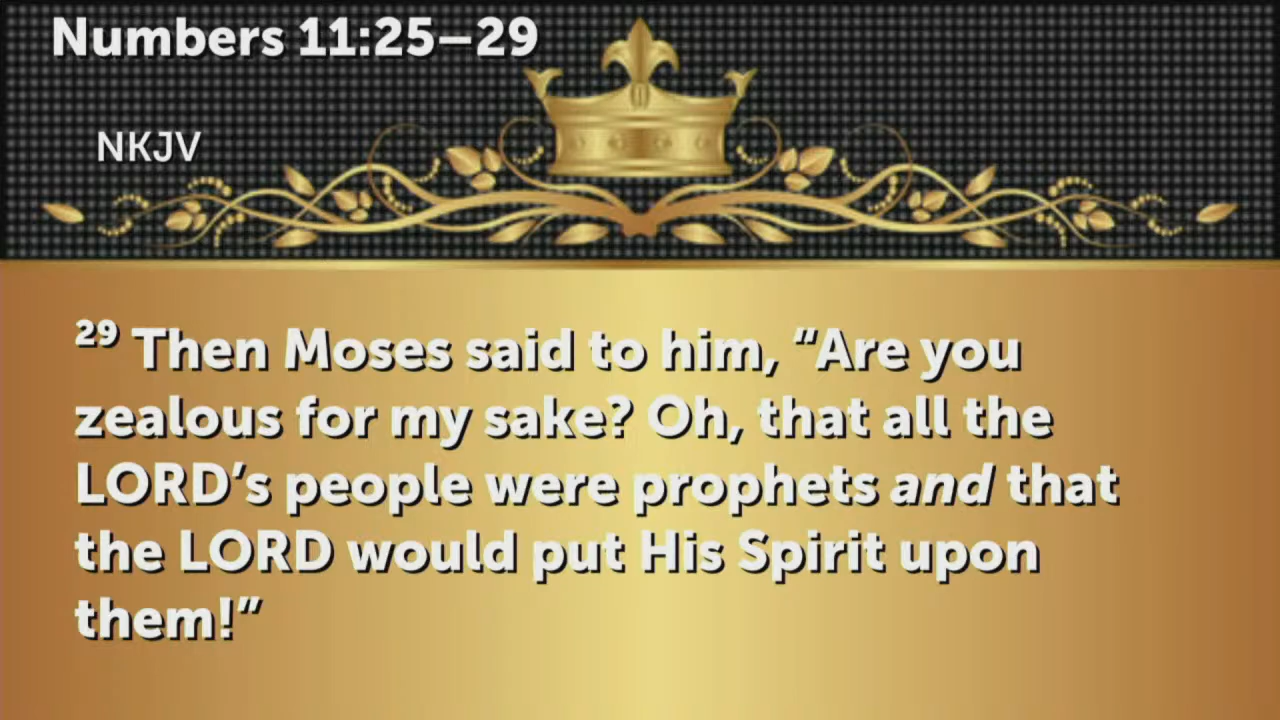 Numbers 11:25–29
NKJV
29 Then Moses said to him, “Are you
zealous for my sake? Oh, that all the
LORD’s people were prophets and that
the LORD would put His Spirit upon
them!”